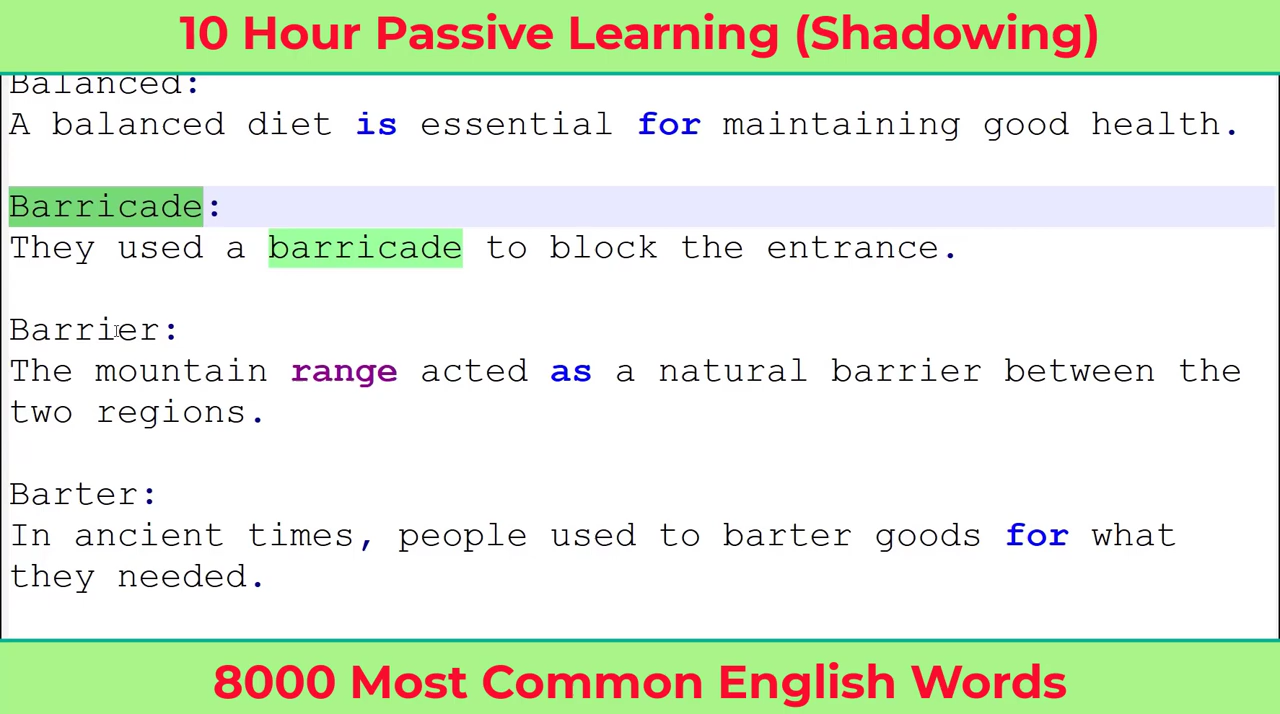 10 Hour Passive Learning (Shadowing)
Balanced:
A balanced diet is essential for maintaining good health.
Barricade:
They used a barricade to block the entrance.
Barrier:
The mountain range acted as a natural barrier between the
two regions.
Barter:
In ancient times, people used to barter goods for what
they needed.
8000 Most Common English Words